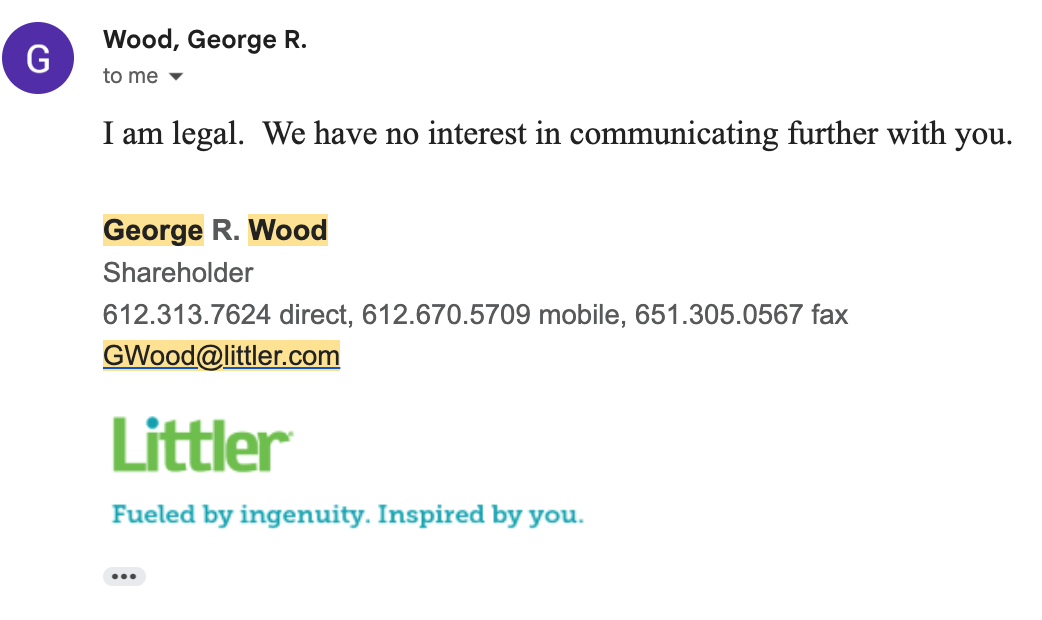 G
Wood, George R.
to me
I am legal.  We have no interest in communicating further with you.
George R. Wood
Shareholder
612.313.7624 direct, 612.670.5709 mobile, 651.305.0567 fax
GWood@littler.com
Littler
Fueled by ingenuity. Inspired by you.